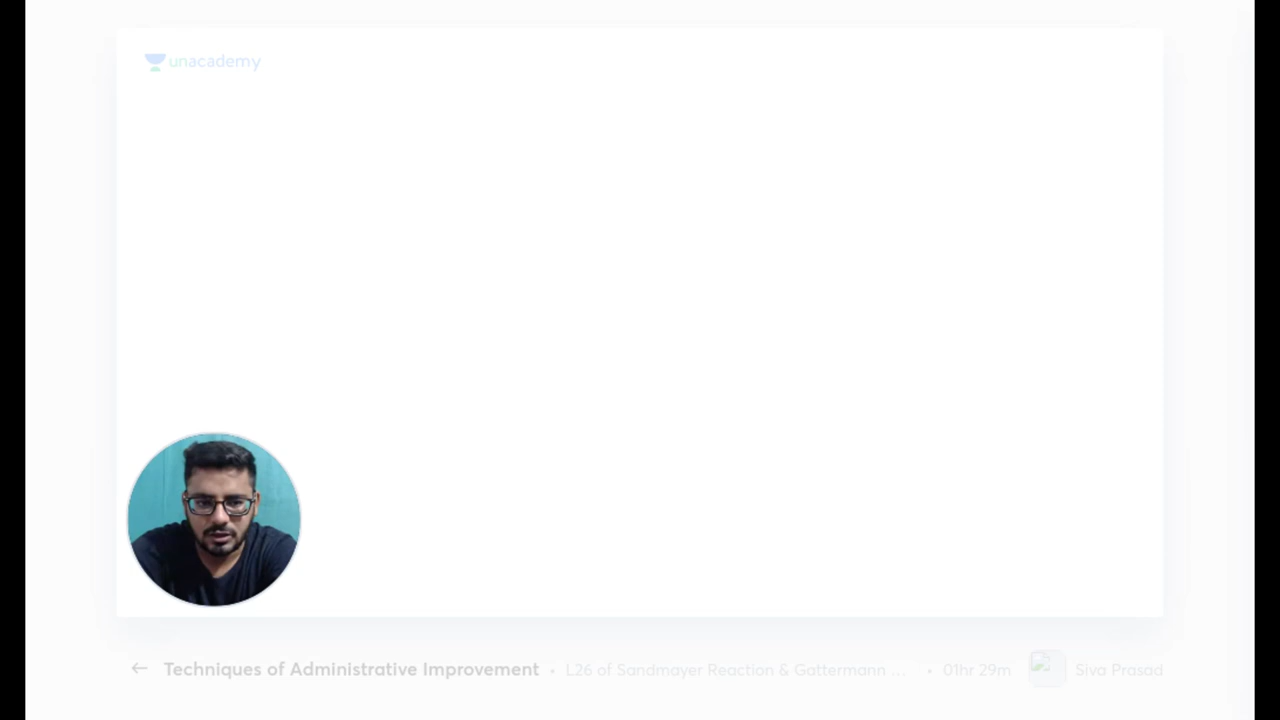 unacademy
Techniques of Administrative Improvement • L26 of Sandmayer Reaction & Gattermann ... • 01hr 29m Siva Prasad